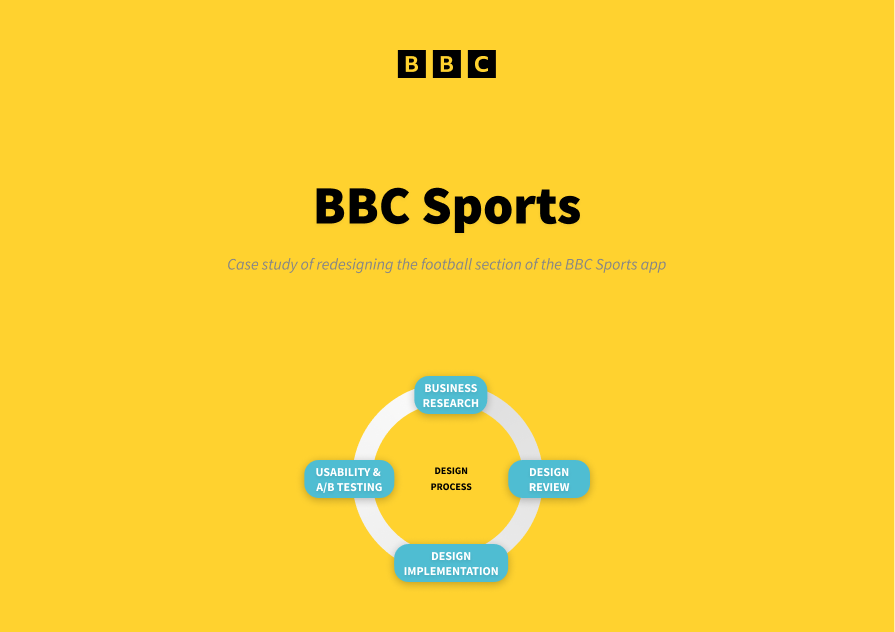 BBC
BBC Sports
Case study of redesigning the football section of the BBC Sports app
BUSINESS
RESEARCH
USABILITY &
A/B TESTING
DESIGN
PROCESS
DESIGN
REVIEW
DESIGN
IMPLEMENTATION